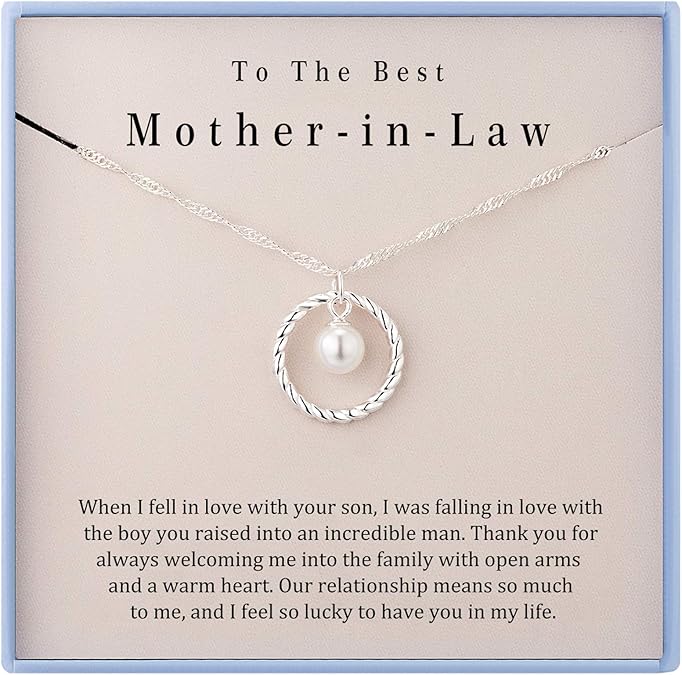 To The Best
Mother-in-Law
When I fell in love with your son, I was falling in love with
the boy you raised into an incredible man. Thank you for
always welcoming me into the family with open arms
and a warm heart. Our relationship means so much
to me, and I feel so lucky to have you in my life.